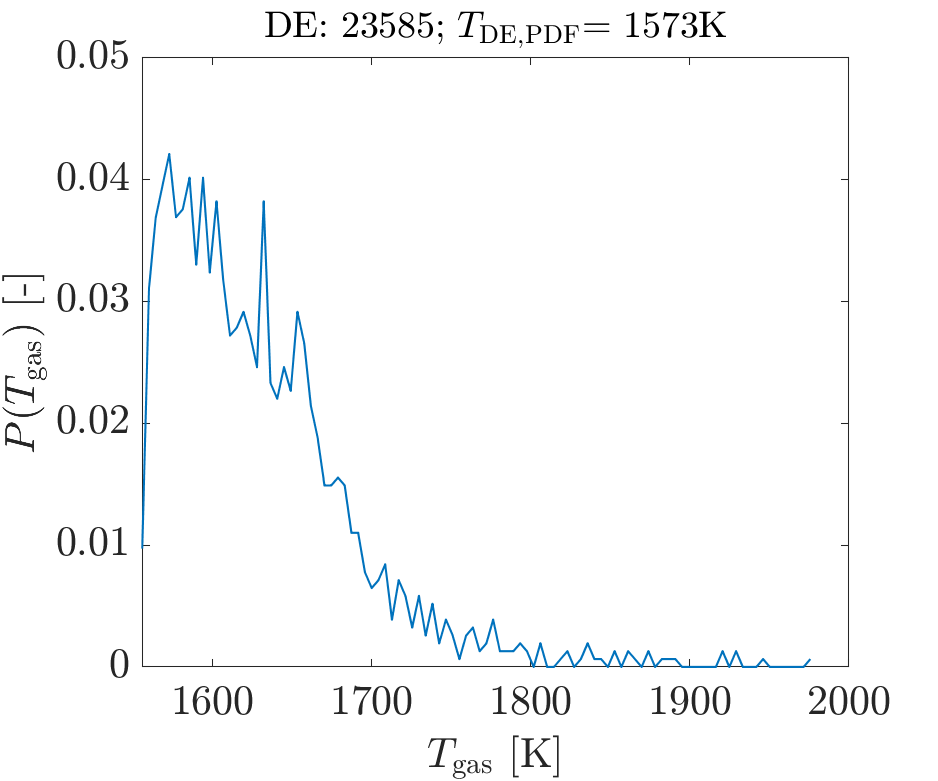 DE: 23585; T_DE,PDF= 1573K
0.05
0.04
0.03
0.02
0.01
0
P(T_gas) [-]
1600 1700 1800 1900 2000
T_gas [K]